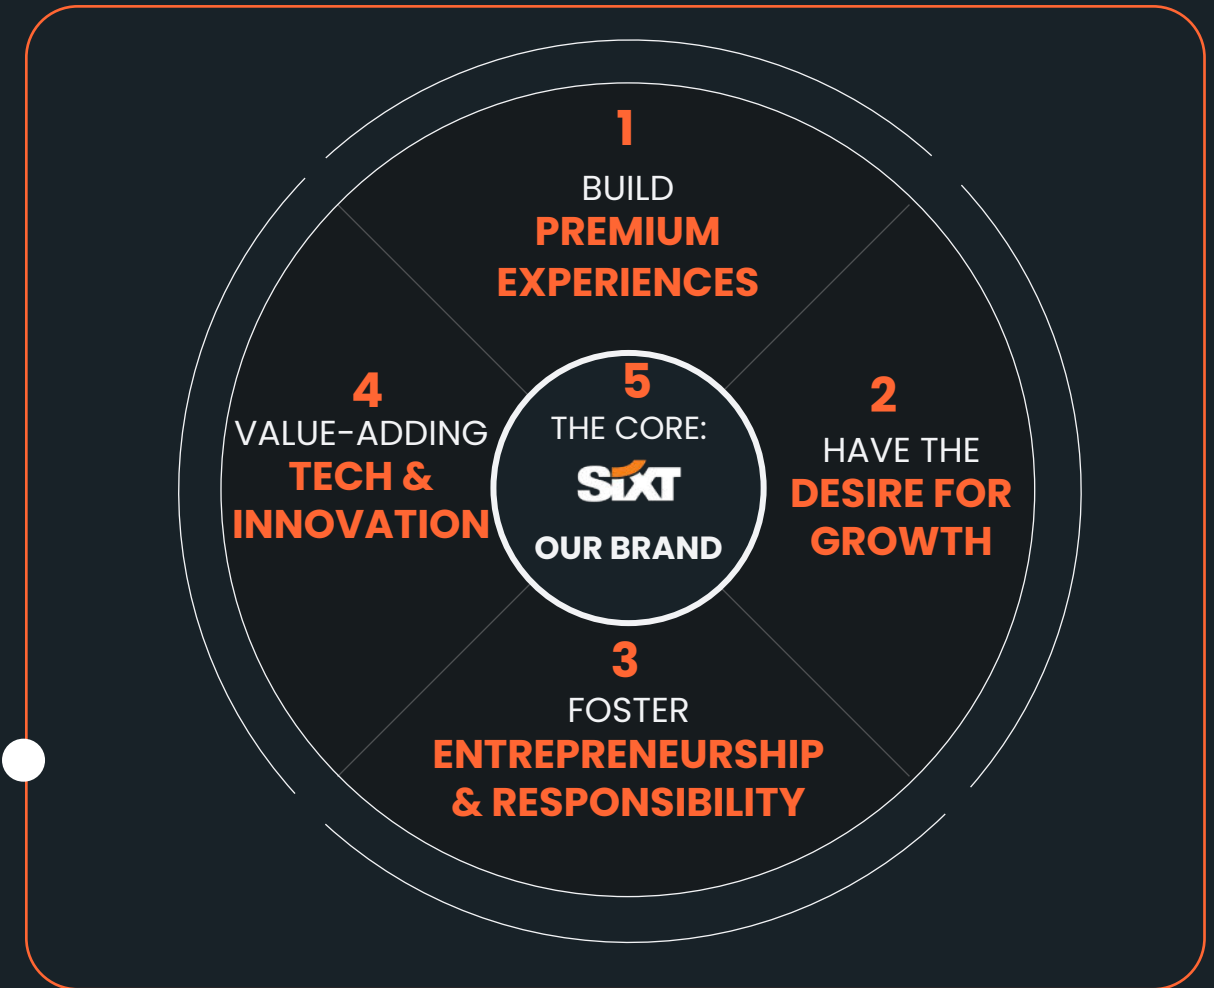 1
BUILD
PREMIUM
EXPERIENCES
2
HAVE THE
DESIRE FOR
GROWTH
3
FOSTER
ENTREPRENEURSHIP
& RESPONSIBILITY
4
VALUE-ADDING
TECH &
INNOVATION
5
THE CORE:
SiXT
OUR BRAND